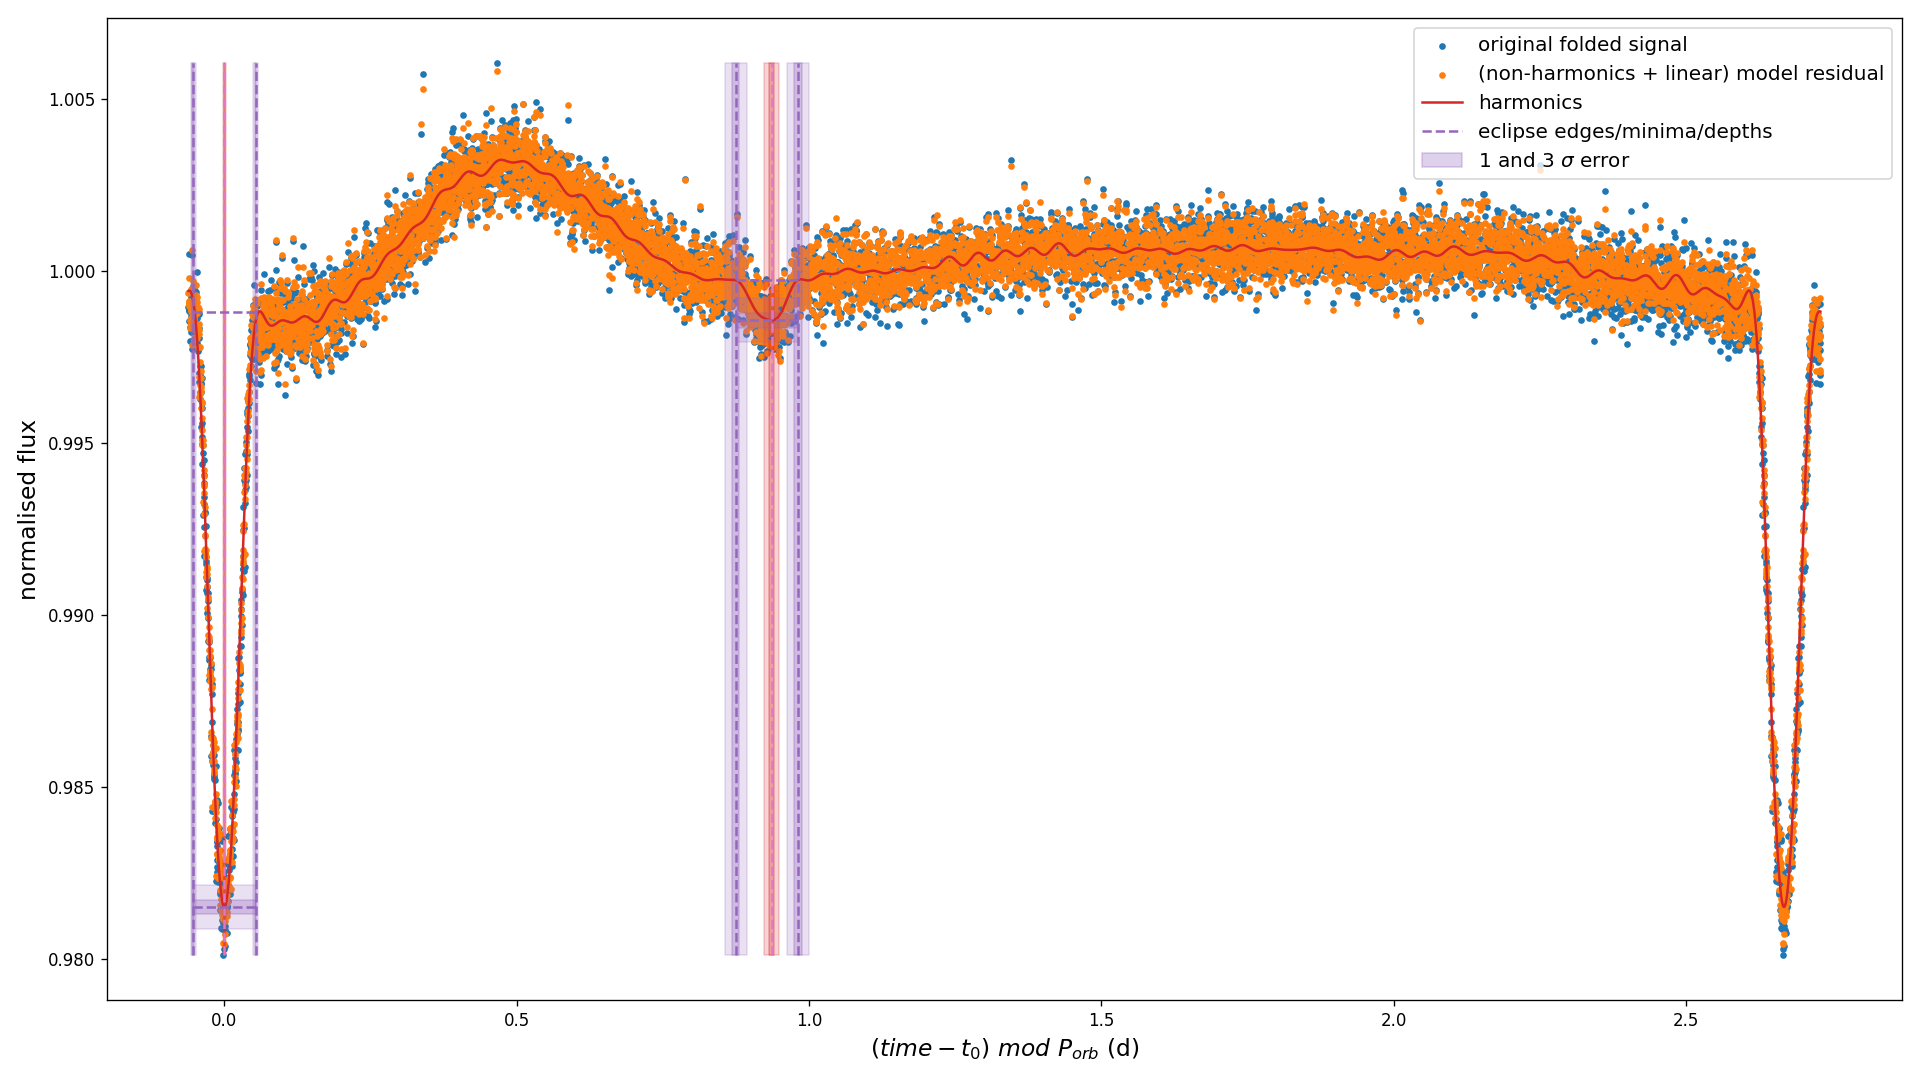 original folded signal
(non-harmonics + linear) model residual
harmonics
eclipse edges/minima/depths
1 and 3 σ error
normalised flux
1.005
1.000
0.995
0.990
0.985
0.980
0.0 0.5 1.0 1.5 2.0 2.5
(time − t₀) mod Pₒᵣb (d)